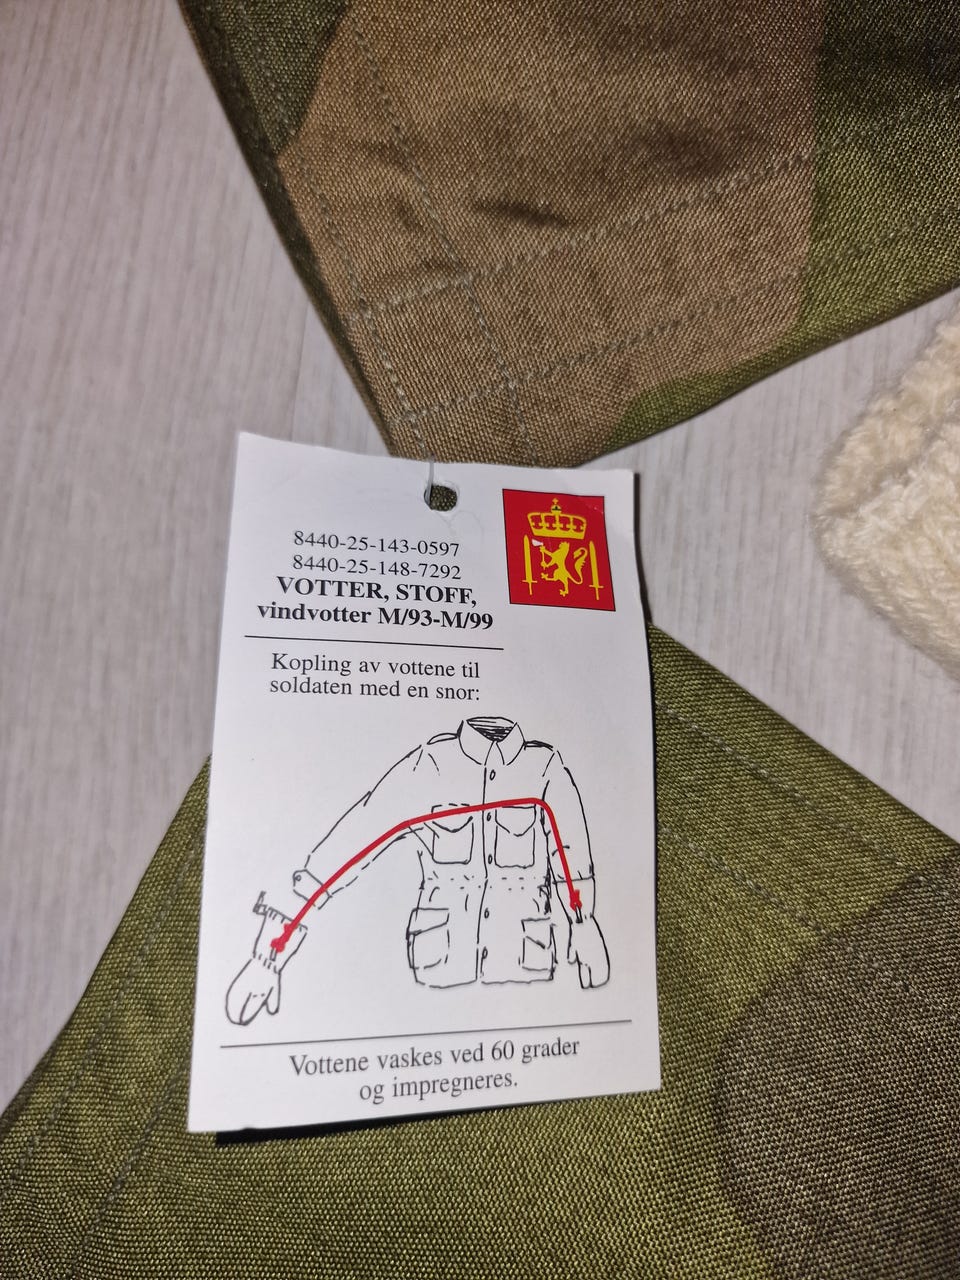 8440-25-143-0597
8440-25-148-7292
VOTTER, STOFF,
vindvotter M/93-M/99
Kopling av vottene til
soldaten med en snor:
Vottene vaskes ved 60 grader
og impregneres.